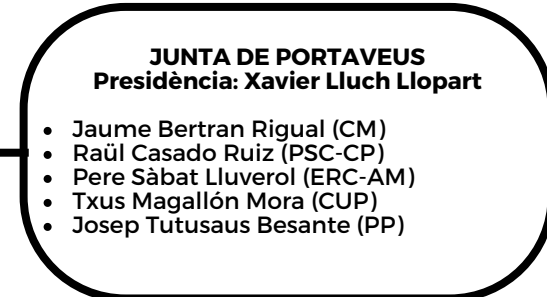 JUNTA DE PORTAVEUS
Presidència: Xavier Lluch Llopart
• Jaume Bertran Rigual (CM)
• Raül Casado Ruiz (PSC-CP)
• Pere Sàbat Lluverol (ERC-AM)
• Txus Magallón Mora (CUP)
• Josep Tutusaus Besante (PP)